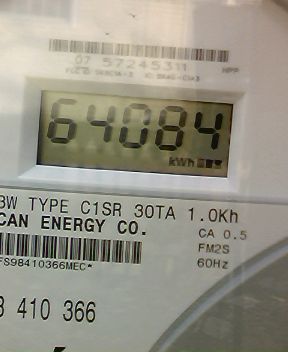 07 57245311
64084
kWh
3W TYPE C1SR 30TA 1.0Kh
CAN ENERGY CO.
CA 0.5
FM2S
60Hz
FS98410366MEC*
8 410 366